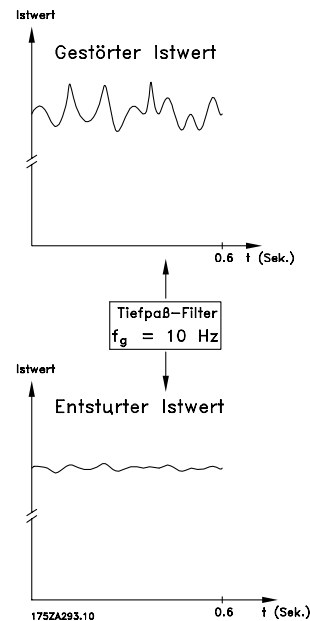 Istwert
Gestörter Istwert
0.6 t (Sek.)
Tiefpaß-Filter
fg = 10 Hz
Istwert
Entsturter Istwert
0.6 t (Sek.)
175ZA293.10